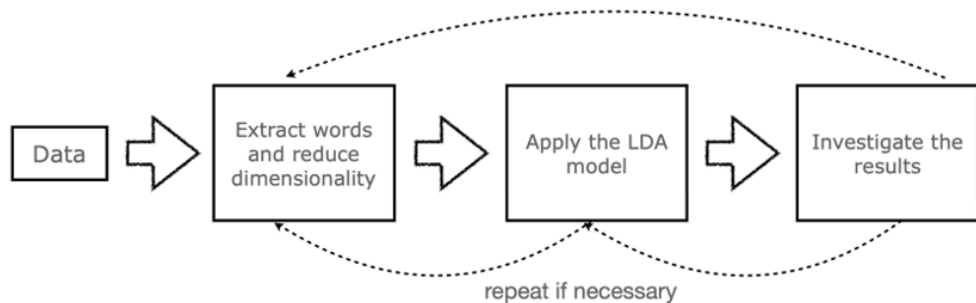 Data
Extract words
and reduce
dimensionality
Apply the LDA
model
Investigate the
results
repeat if necessary